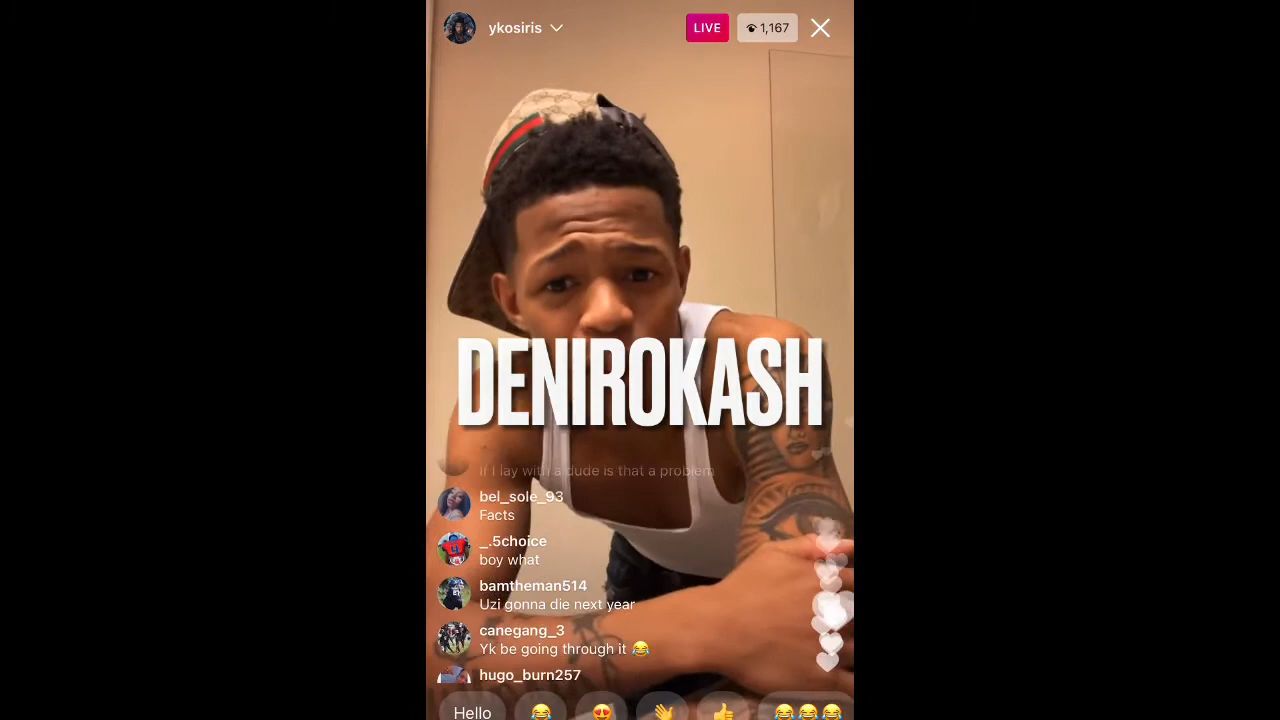 ykosiris
LIVE
1,167
DENIROKASH
If I lay with a dude is that a problem
bel_sole_93
Facts
_.5choice
boy what
bamtheman514
Uzi gonna die next year
canegang_3
Yk be going through it 😂
hugo_burn257
Hello
😂 😍 👋 👍 😂😂😂